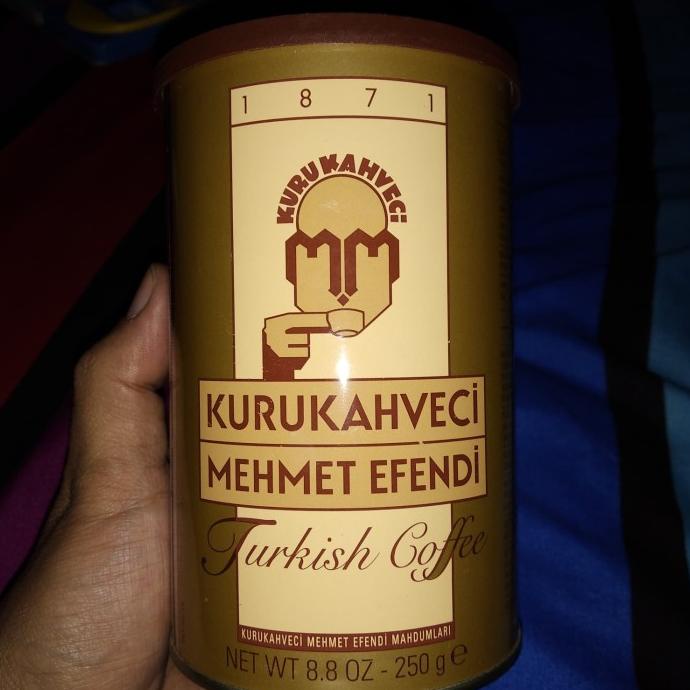 1 8 7 1
KURUKAHVECİ
KURUKAHVECİ
MEHMET EFENDİ
Turkish Coffee
KURUKAHVECİ MEHMET EFENDİ MAHDUMLARI
NET WT 8.8 OZ - 250 g ℮